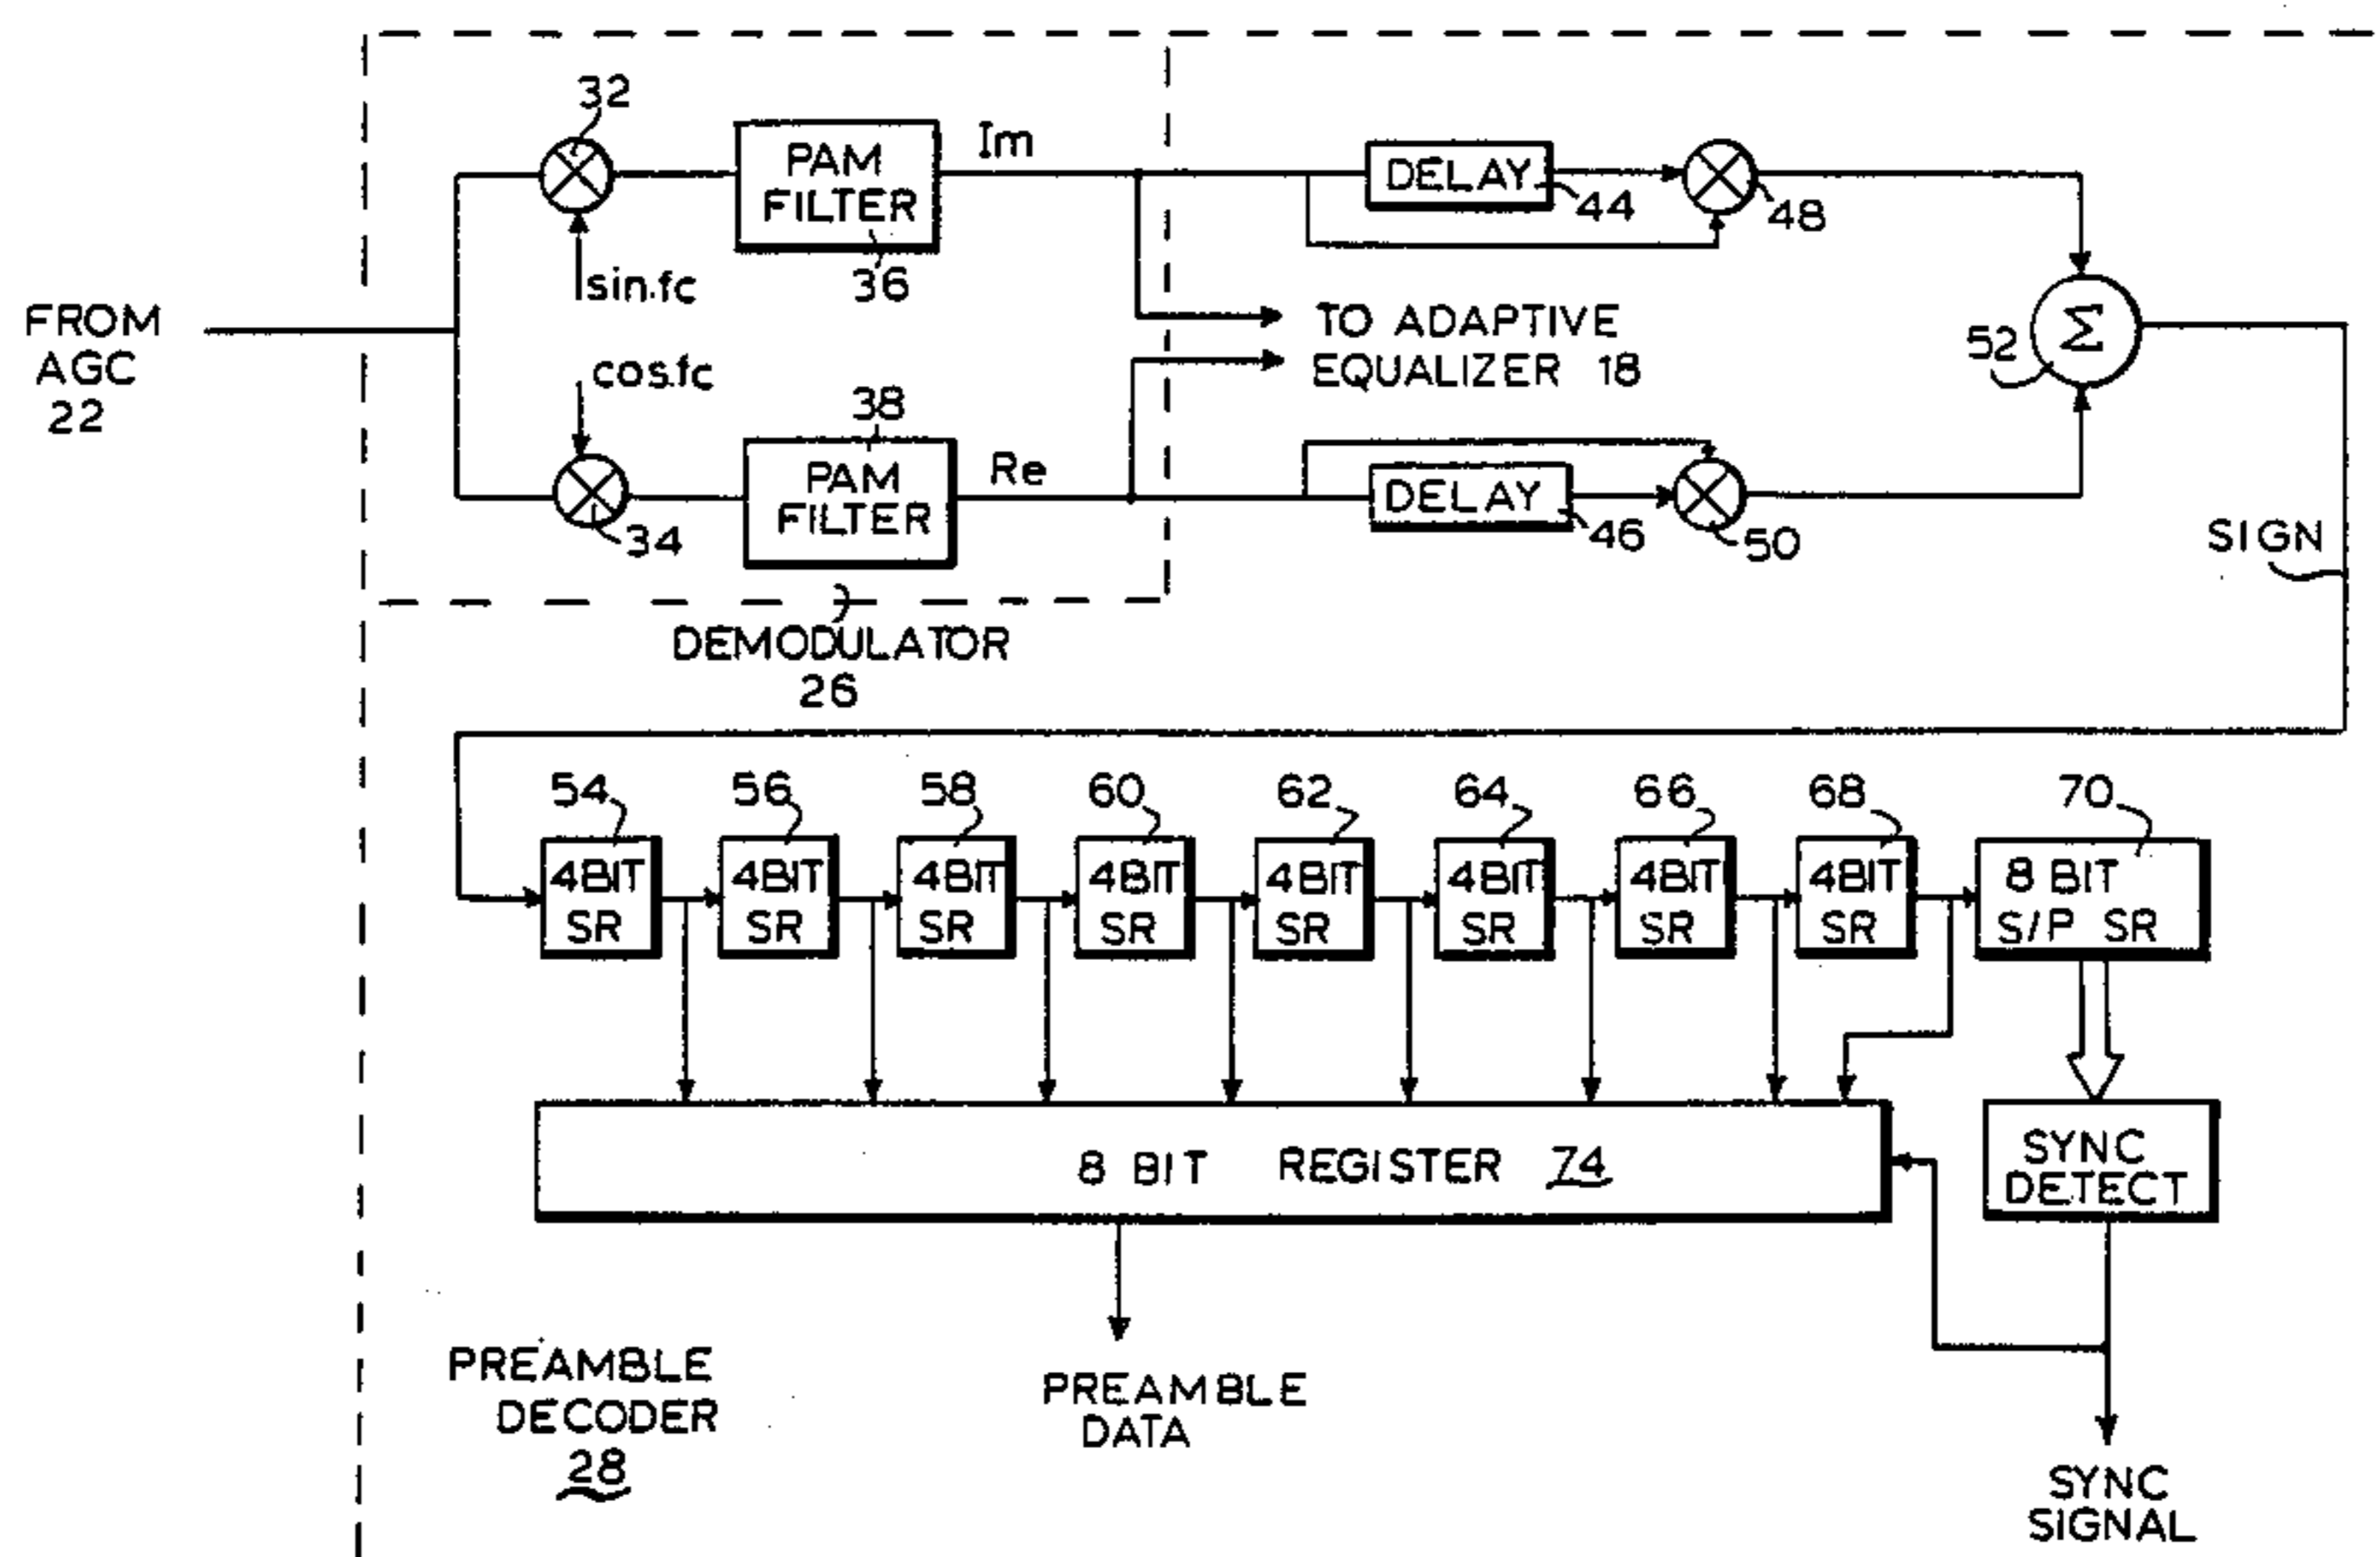 32
PAM
FILTER
36
Im
sin.fc
DELAY
44
48
FROM
AGC
22
TO ADAPTIVE
EQUALIZER 18
52
Σ
cos.fc
38
PAM
FILTER
Re
34
DELAY
46
50
SIGN
DEMODULATOR
26
54
56
58
60
62
64
66
68
70
4BIT
SR
4BIT
SR
4BIT
SR
4BIT
SR
4BIT
SR
4BIT
SR
4BIT
SR
4BIT
SR
8 BIT
S/P SR
8 BIT REGISTER 74
SYNC
DETECT
PREAMBLE
DECODER
28
PREAMBLE
DATA
SYNC
SIGNAL